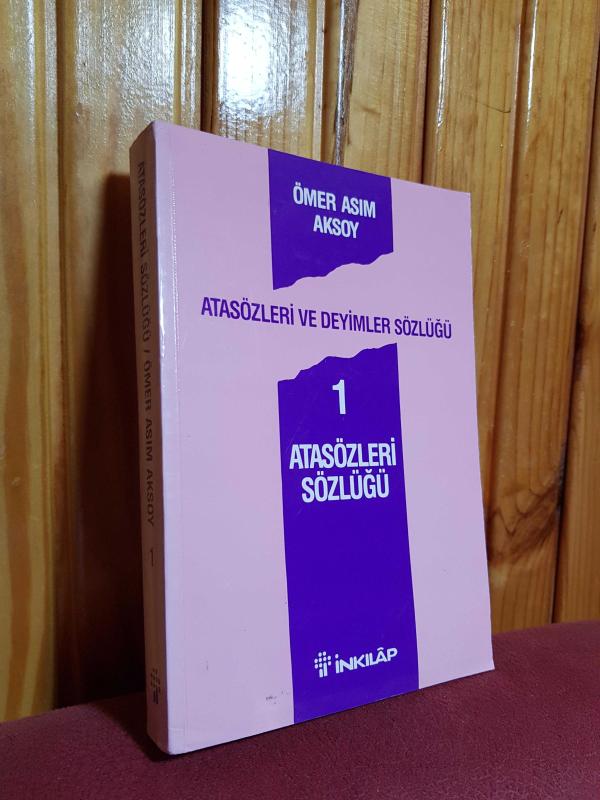 ÖMER ASIM
AKSOY
ATASÖZLERİ VE DEYİMLER SÖZLÜĞÜ
1
ATASÖZLERİ
SÖZLÜĞÜ
İNKILÂP
ATASÖZLERİ SÖZLÜĞÜ / ÖMER ASIM AKSOY 1